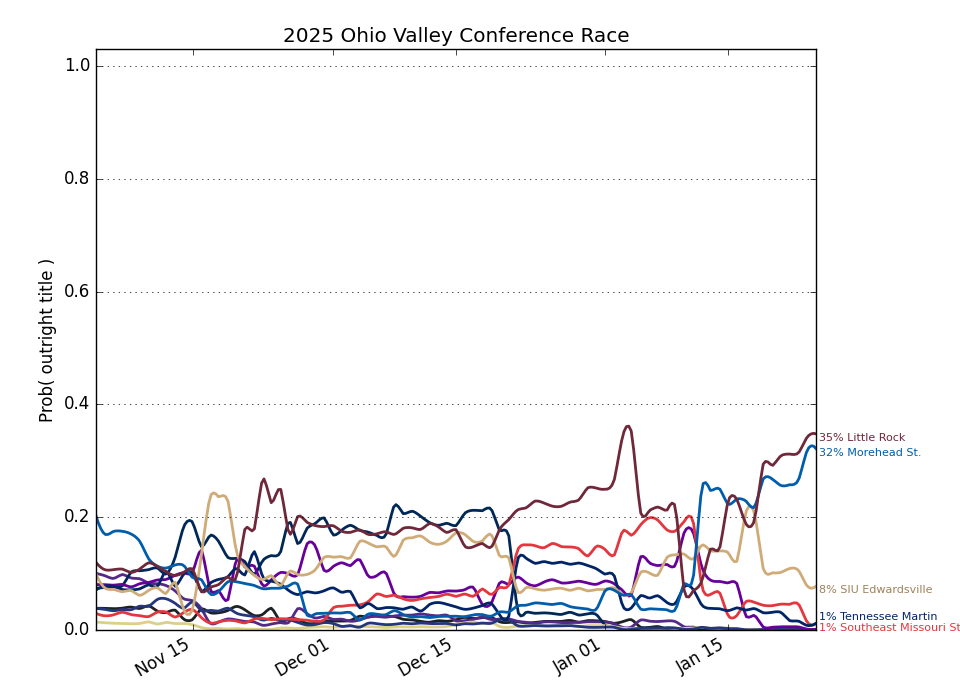 2025 Ohio Valley Conference Race
Prob( outright title )
1.0
0.8
0.6
0.4
0.2
0.0
35% Little Rock
32% Morehead St.
8% SIU Edwardsville
1% Tennessee Martin
1% Southeast Missouri St
Nov 15
Dec 01
Dec 15
Jan 01
Jan 15